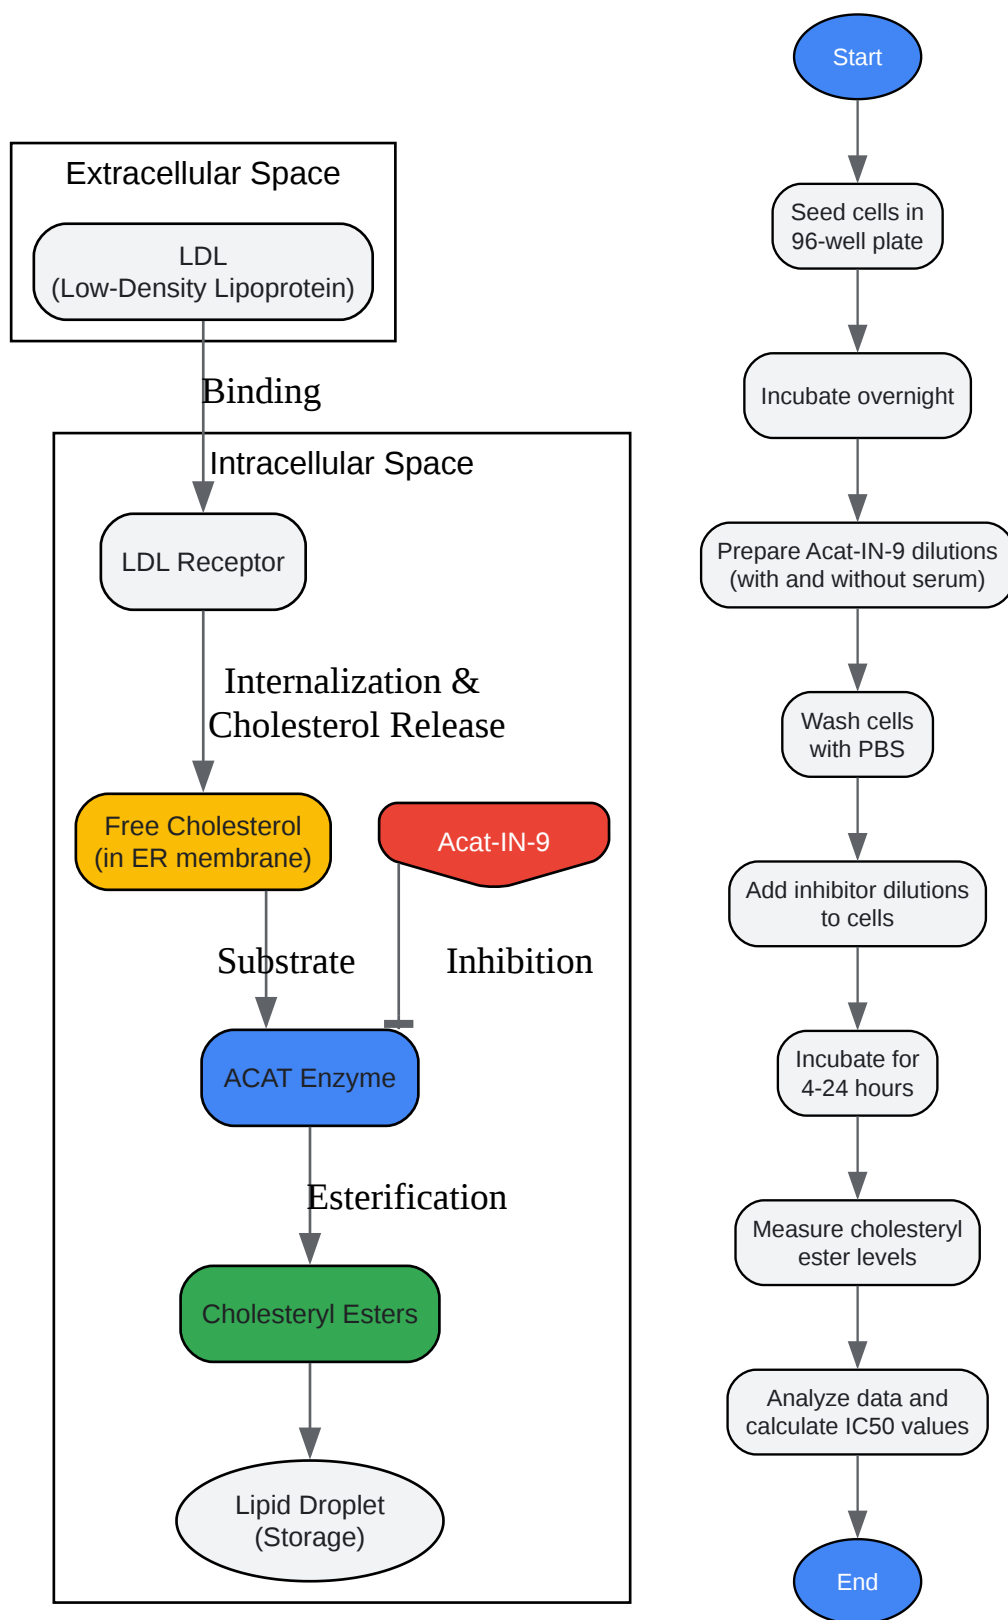 Extracellular Space
LDL
(Low-Density Lipoprotein)
Binding
Intracellular Space
LDL Receptor
Internalization &
Cholesterol Release
Free Cholesterol
(in ER membrane)
Acat-IN-9
Substrate
Inhibition
ACAT Enzyme
Esterification
Cholesteryl Esters
Lipid Droplet
(Storage)
Start
Seed cells in
96-well plate
Incubate overnight
Prepare Acat-IN-9 dilutions
(with and without serum)
Wash cells
with PBS
Add inhibitor dilutions
to cells
Incubate for
4-24 hours
Measure cholesteryl
ester levels
Analyze data and
calculate IC50 values
End